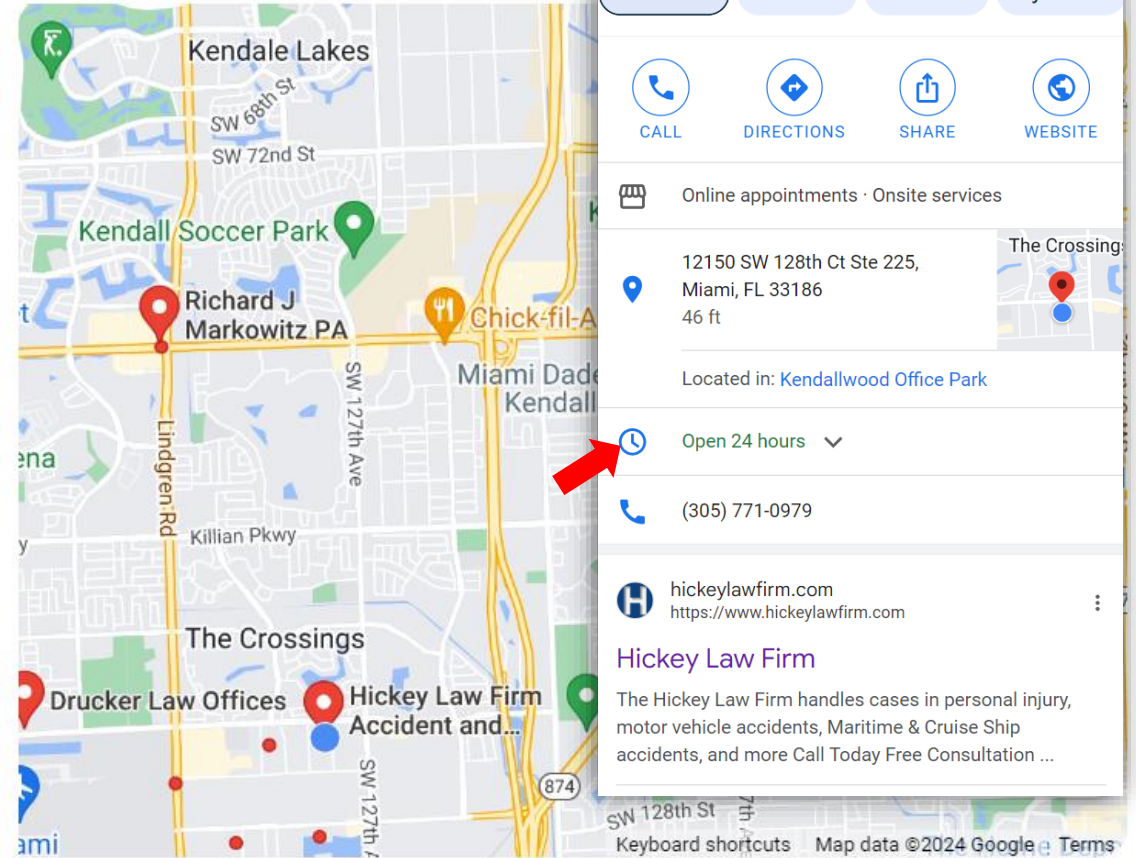 Kendale Lakes
SW 68th St
SW 72nd St
Kendall Soccer Park
Richard J
Markowitz PA
Chick-fil-A
Miami Dade
Kendall
SW 127th Ave
Lindgren Rd
ena
Killian Pkwy
y
The Crossings
Drucker Law Offices
Hickey Law Firm
Accident and...
SW 127th A
874
SW 128th St
7th A
ami
Keyboard shortcuts
Map data ©2024 Google
Terms
CALL
DIRECTIONS
SHARE
WEBSITE
Online appointments · Onsite services
12150 SW 128th Ct Ste 225,
Miami, FL 33186
46 ft
The Crossings
Located in: Kendallwood Office Park
Open 24 hours
(305) 771-0979
H
hickeylawfirm.com
https://www.hickeylawfirm.com
Hickey Law Firm
The Hickey Law Firm handles cases in personal injury,
motor vehicle accidents, Maritime & Cruise Ship
accidents, and more Call Today Free Consultation ...